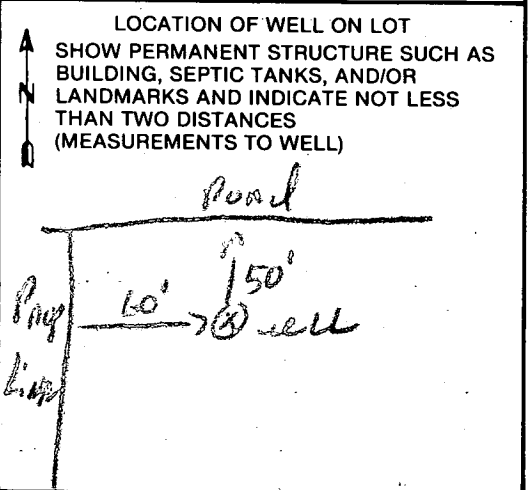 LOCATION OF WELL ON LOT
SHOW PERMANENT STRUCTURE SUCH AS
BUILDING, SEPTIC TANKS, AND/OR
N LANDMARKS AND INDICATE NOT LESS
THAN TWO DISTANCES
(MEASUREMENTS TO WELL)
Road
50'
60'
Prop
well
Line